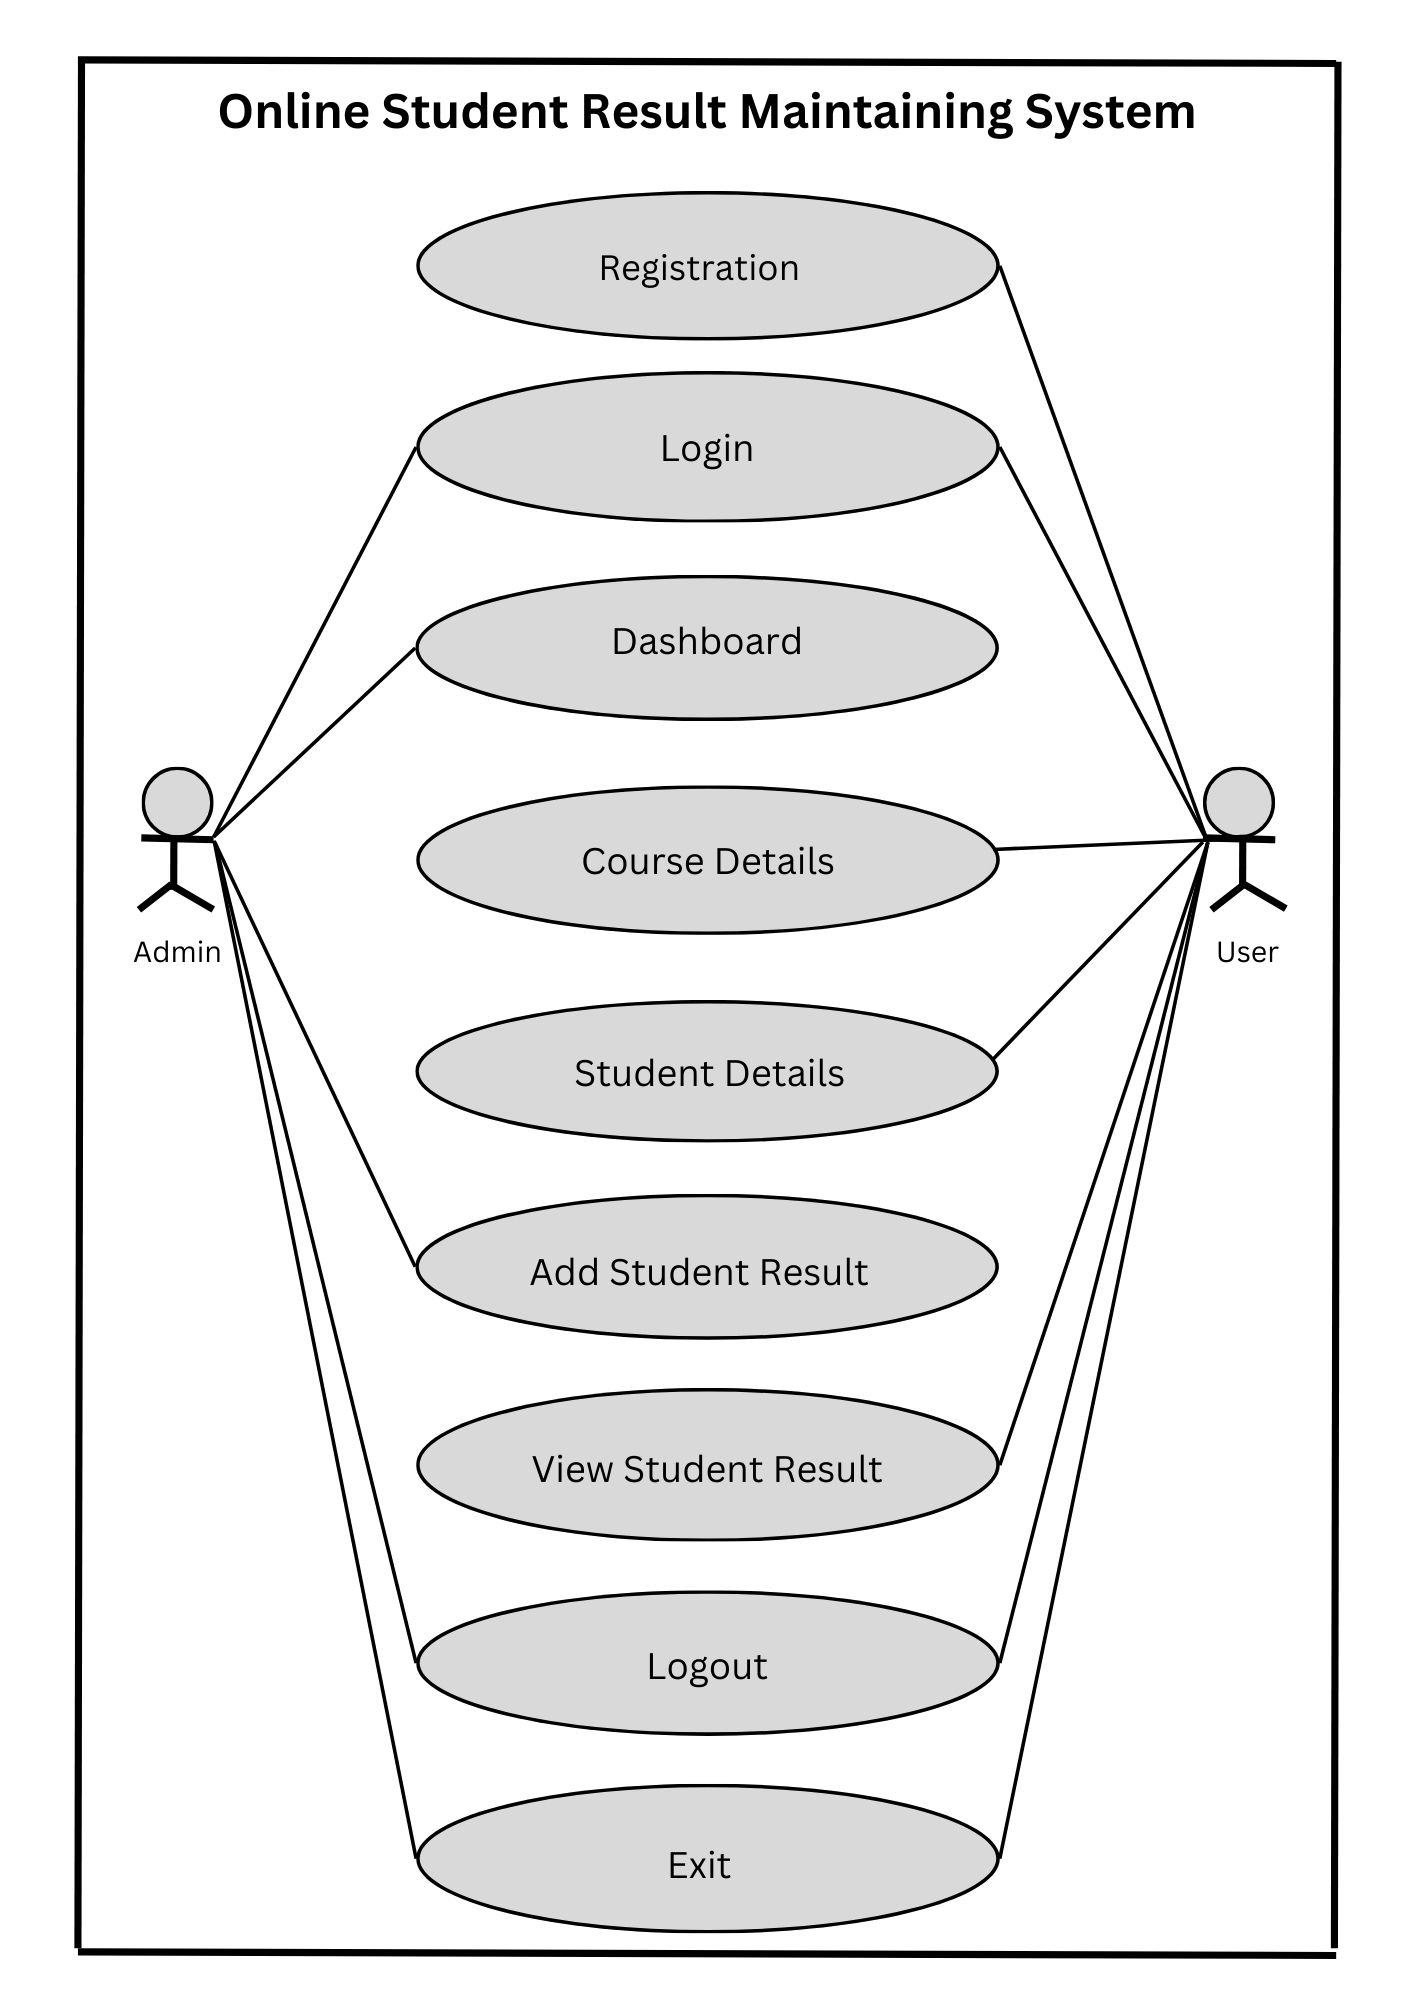 Online Student Result Maintaining System
Registration
Login
Dashboard
Course Details
Admin
User
Student Details
Add Student Result
View Student Result
Logout
Exit